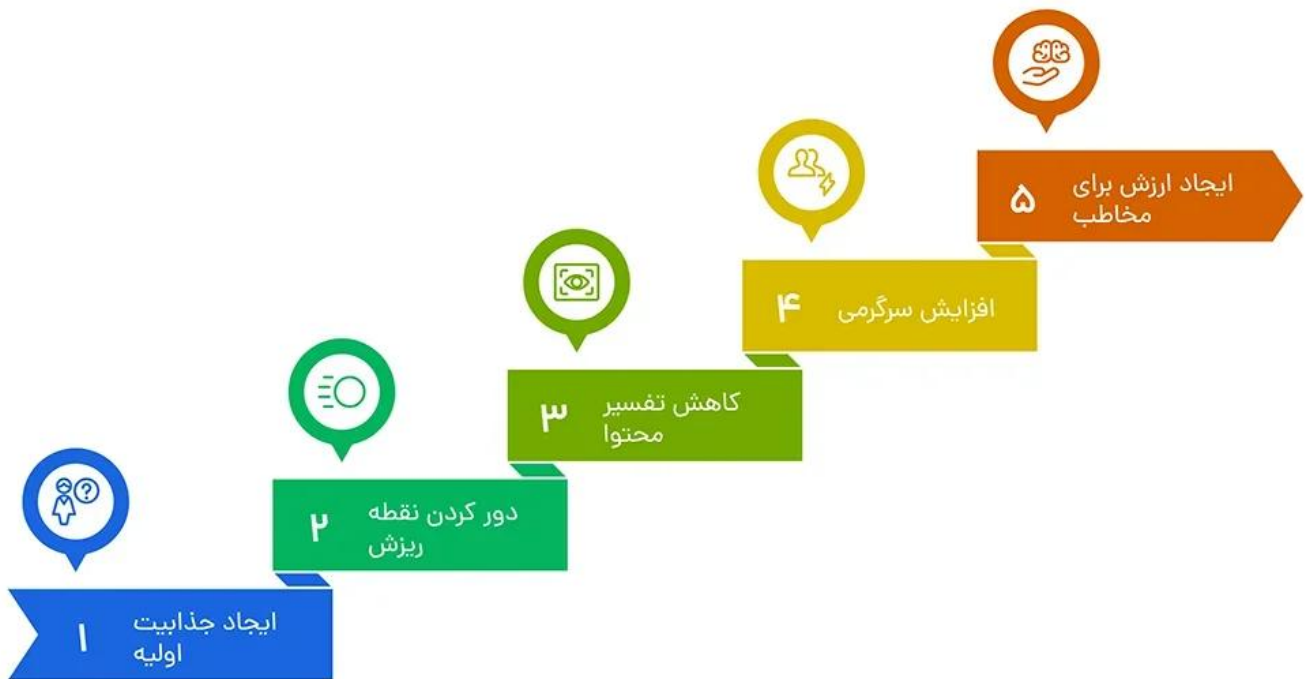 ۱
ایجاد جذابیت
اولیه
۲
دور کردن نقطه
ریزش
۳
کاهش تفسیر
محتوا
۴
افزایش سرگرمی
۵
ایجاد ارزش برای
مخاطب